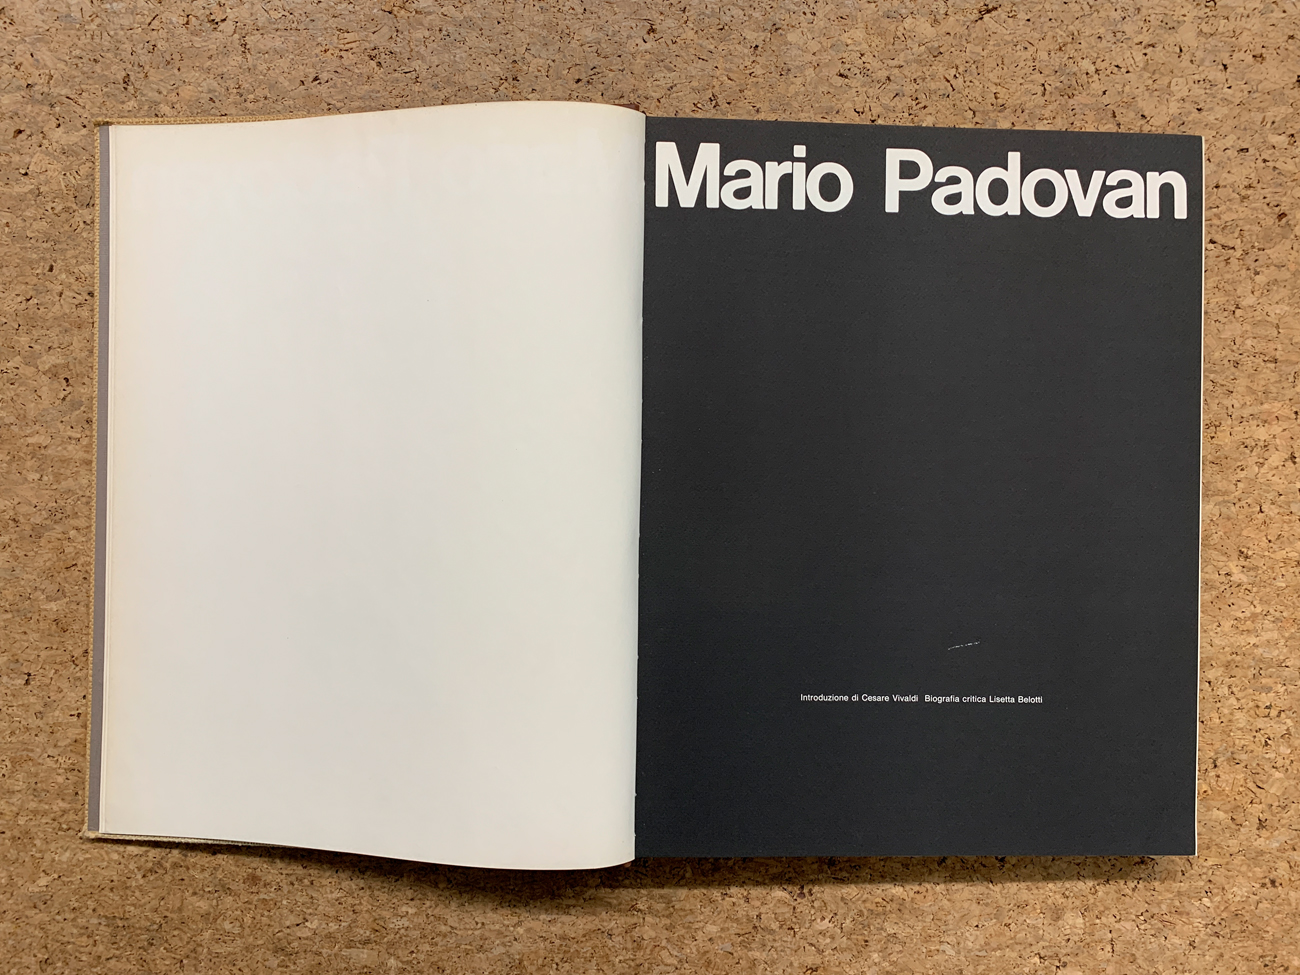 Mario Padovan
Introduzione di Cesare Vivaldi Biografia critica Lisetta Belotti